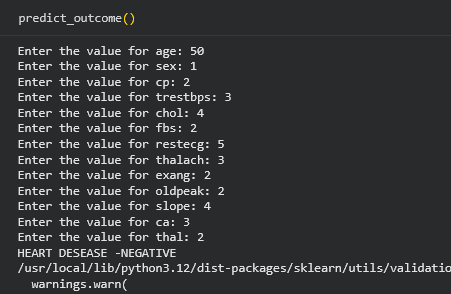 predict_outcome()
Enter the value for age: 50
Enter the value for sex: 1
Enter the value for cp: 2
Enter the value for trestbps: 3
Enter the value for chol: 4
Enter the value for fbs: 2
Enter the value for restecg: 5
Enter the value for thalach: 3
Enter the value for exang: 2
Enter the value for oldpeak: 2
Enter the value for slope: 4
Enter the value for ca: 3
Enter the value for thal: 2
HEART DESEASE -NEGATIVE
/usr/local/lib/python3.12/dist-packages/sklearn/utils/validatio
warnings.warn(